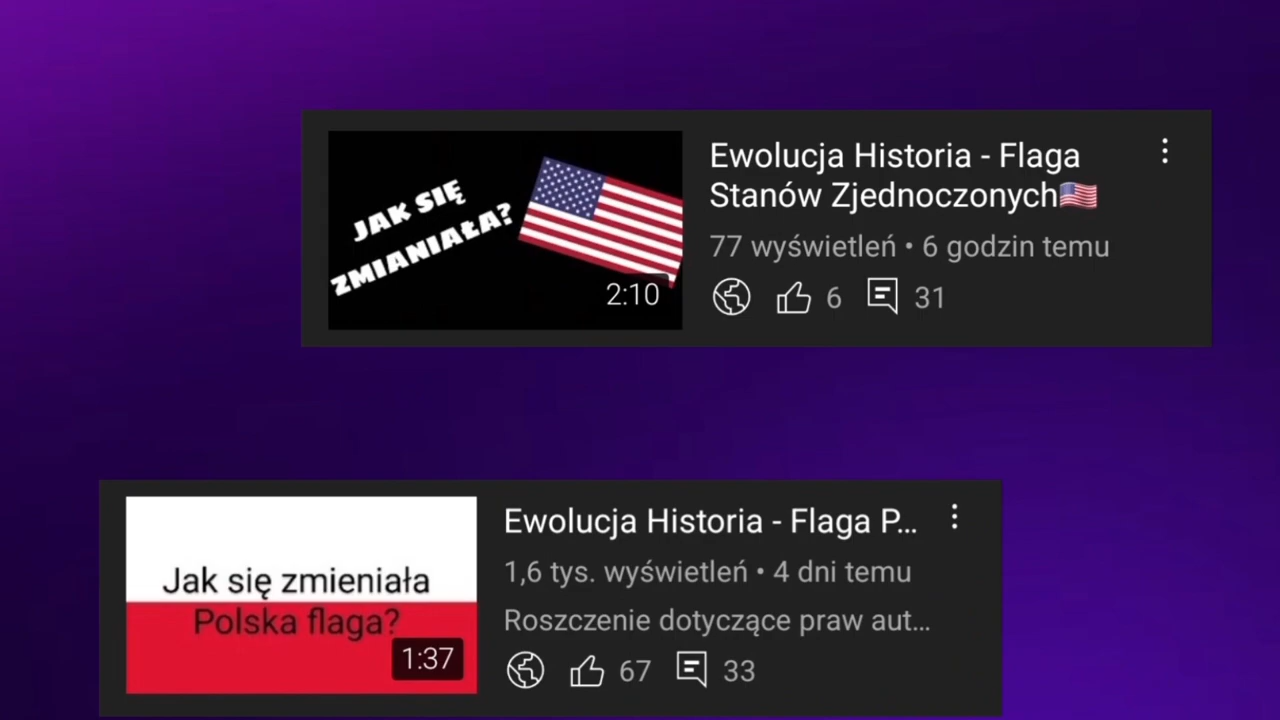 JAK SIĘ
ZMIANIAŁA?
2:10
Ewolucja Historia - Flaga
Stanów Zjednoczonych🇺🇸
77 wyświetleń • 6 godzin temu
6 31
Jak się zmieniała
Polska flaga?
1:37
Ewolucja Historia - Flaga P...
1,6 tys. wyświetleń • 4 dni temu
Roszczenie dotyczące praw aut...
67 33